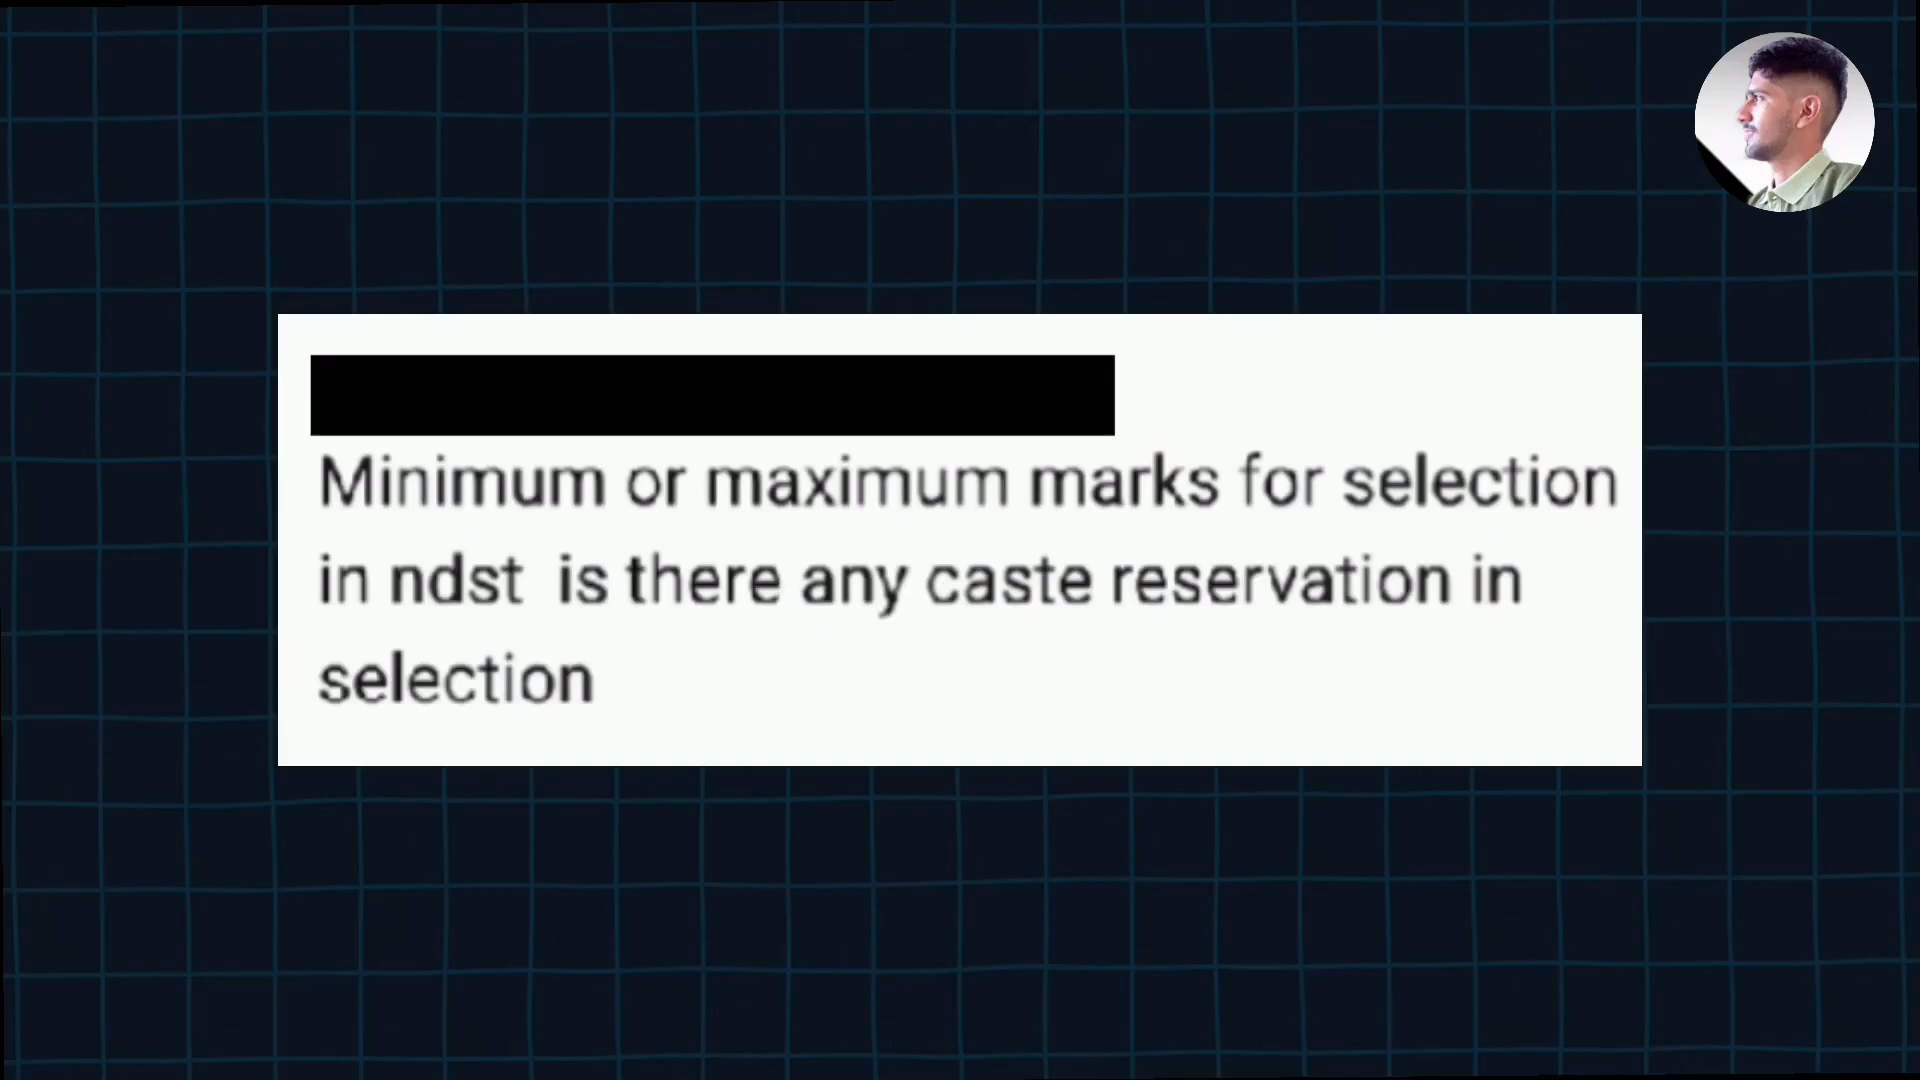 Minimum or maximum marks for selection
in ndst is there any caste reservation in
selection